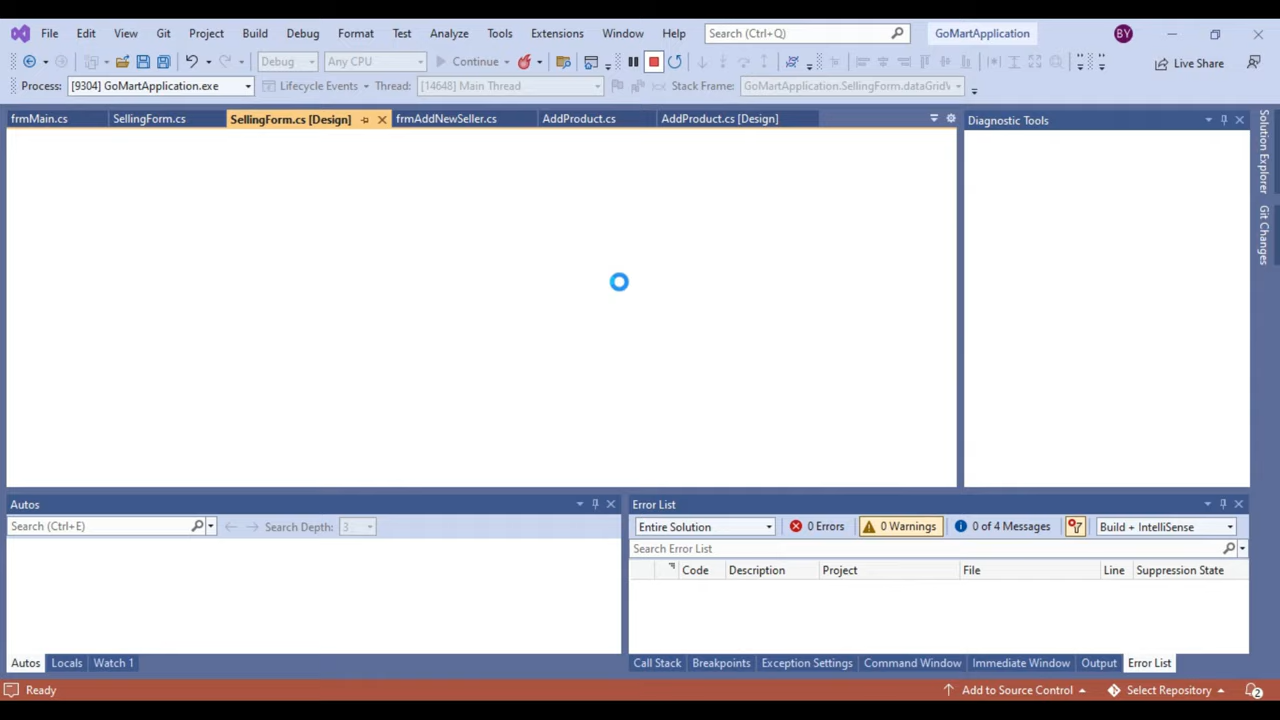 File Edit View Git Project Build Debug Format Test Analyze Tools Extensions Window Help Search (Ctrl+Q) GoMartApplication BY
Debug Any CPU Continue Live Share
Process: [9304] GoMartApplication.exe Lifecycle Events Thread: [14648] Main Thread Stack Frame: GoMartApplication.SellingForm.dataGridV
frmMain.cs SellingForm.cs SellingForm.cs [Design] frmAddNewSeller.cs AddProduct.cs AddProduct.cs [Design] Diagnostic Tools
Solution Explorer
Git Changes
Autos
Search (Ctrl+E) Search Depth: 3
Error List
Entire Solution 0 Errors 0 Warnings 0 of 4 Messages Build + IntelliSense
Search Error List
Code Description Project File Line Suppression State
Autos Locals Watch 1
Call Stack Breakpoints Exception Settings Command Window Immediate Window Output Error List
Ready Add to Source Control Select Repository 2